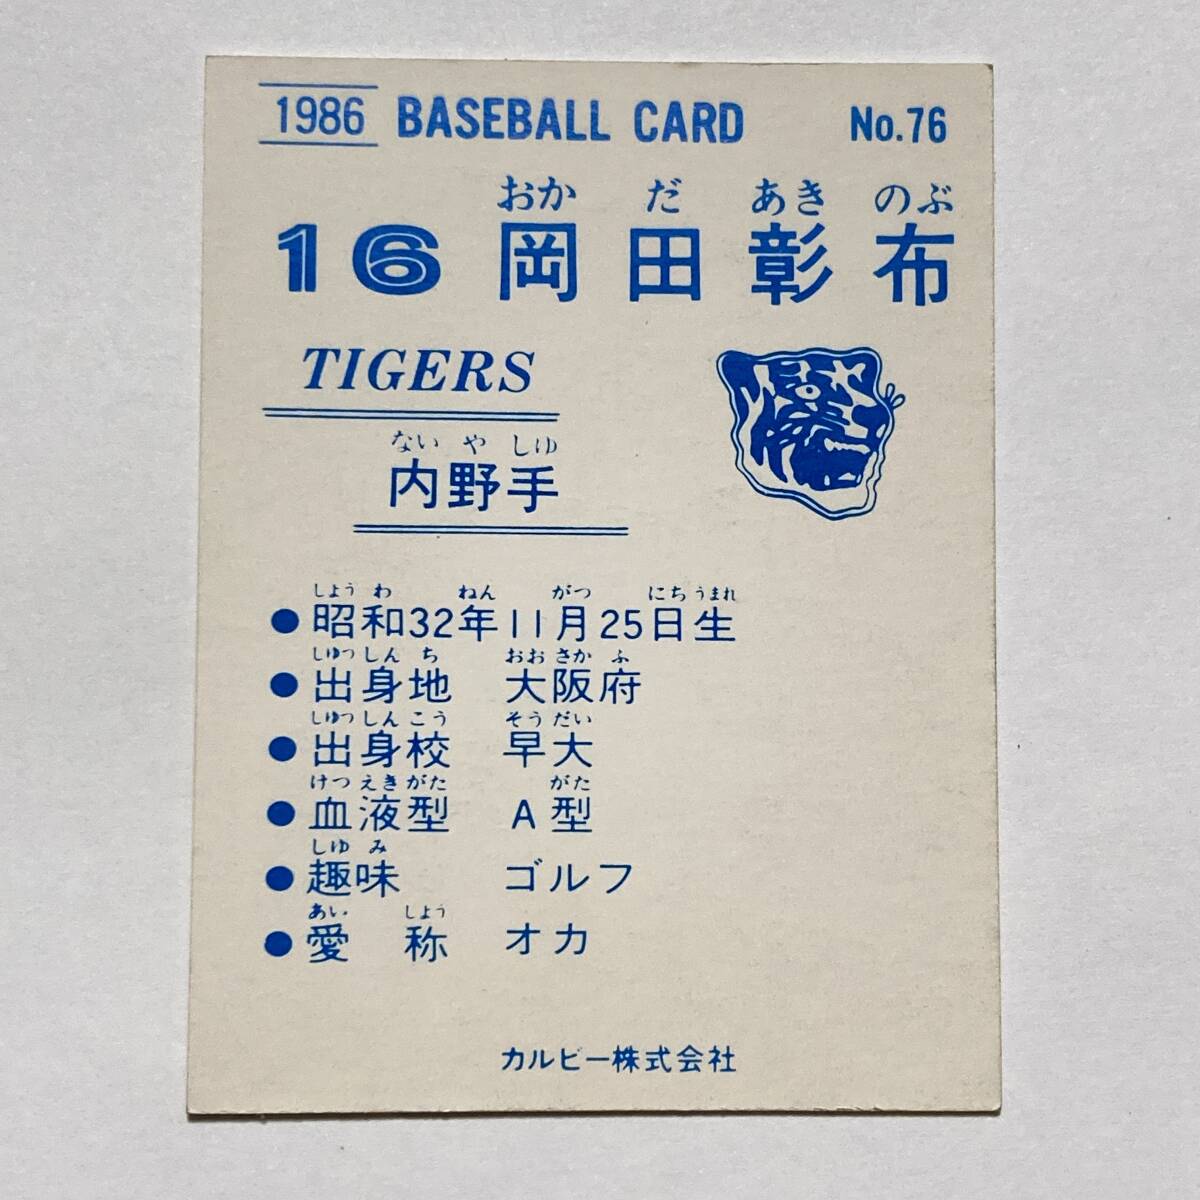 1986 BASEBALL CARD No.76
おか だ あき のぶ
16 岡田彰布
TIGERS
ない や しゆ
内野手
しょう わ ねん がつ にち うまれ
●昭和32年11月25日生
しゆつ しん ち おお さか ふ
●出身地 大阪府
しゆつ しん こう そう だい
●出身校 早大
けつ えき がた がた
●血液型 A型
しゆ み
●趣味 ゴルフ
あい しょう
●愛称 オカ
カルビー株式会社